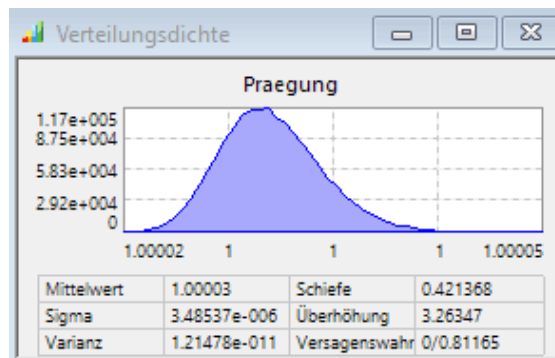 Verteilungsdichte
Praegung
1.17e+005
8.75e+004
5.83e+004
2.92e+004
0
1.00002 1 1 1 1.00005
Mittelwert 1.00003 Schiefe 0.421368
Sigma 3.48537e-006 Überhöhung 3.26347
Varianz 1.21478e-011 Versagenswahr 0/0.81165